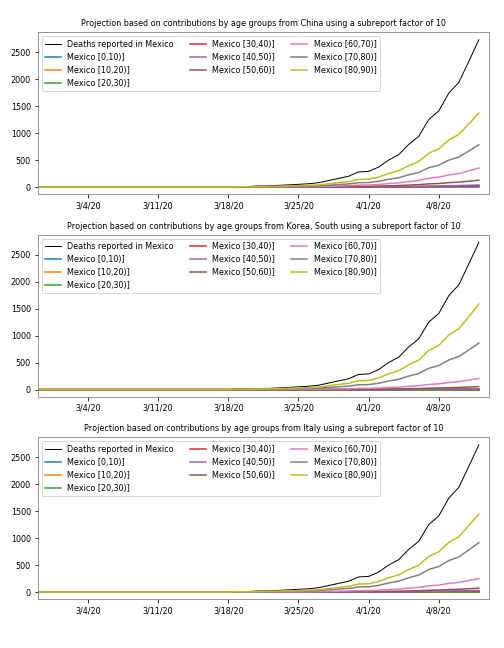 Projection based on contributions by age groups from China using a subreport factor of 10
Deaths reported in Mexico
Mexico [0,10)]
Mexico [10,20)]
Mexico [20,30)]
Mexico [30,40)]
Mexico [40,50)]
Mexico [50,60)]
Mexico [60,70)]
Mexico [70,80)]
Mexico [80,90)]
2500
2000
1500
1000
500
0
3/4/20 3/11/20 3/18/20 3/25/20 4/1/20 4/8/20
Projection based on contributions by age groups from Korea, South using a subreport factor of 10
Deaths reported in Mexico
Mexico [0,10)]
Mexico [10,20)]
Mexico [20,30)]
Mexico [30,40)]
Mexico [40,50)]
Mexico [50,60)]
Mexico [60,70)]
Mexico [70,80)]
Mexico [80,90)]
2500
2000
1500
1000
500
0
3/4/20 3/11/20 3/18/20 3/25/20 4/1/20 4/8/20
Projection based on contributions by age groups from Italy using a subreport factor of 10
Deaths reported in Mexico
Mexico [0,10)]
Mexico [10,20)]
Mexico [20,30)]
Mexico [30,40)]
Mexico [40,50)]
Mexico [50,60)]
Mexico [60,70)]
Mexico [70,80)]
Mexico [80,90)]
2500
2000
1500
1000
500
0
3/4/20 3/11/20 3/18/20 3/25/20 4/1/20 4/8/20